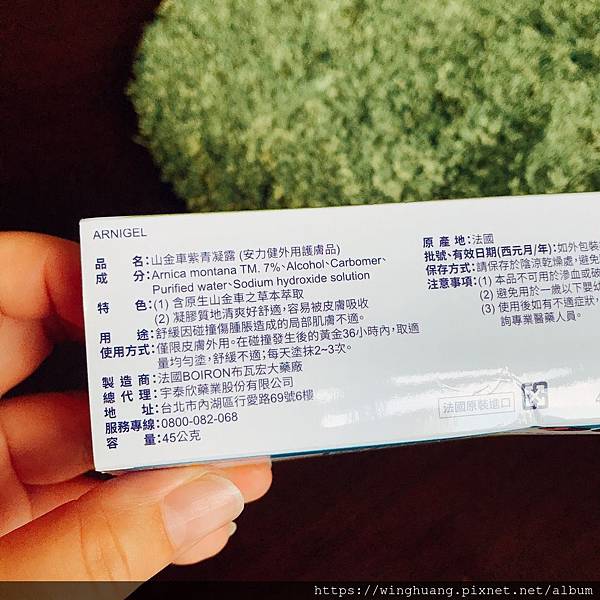 ARNIGEL
品　　名：山金車紫青凝露 (安力健外用護膚品)
成　　分：Arnica montana TM. 7%、Alcohol、Carbomer、
Purified water、Sodium hydroxide solution
特　　色：(1) 含原生山金車之草本萃取
(2) 凝膠質地清爽好舒適，容易被皮膚吸收
用　　途：舒緩因碰撞傷腫脹造成的局部肌膚不適。
使用方式：僅限皮膚外用。在碰撞發生後的黃金36小時內，取適
量均勻塗，舒緩不適；每天塗抹2~3次。
製 造 商：法國BOIRON布瓦宏大藥廠
總 代 理：宇泰欣藥業股份有限公司
地　　址：台北市內湖區行愛路69號6樓
服務專線：0800-082-068
容　　量：45公克
原 產 地：法國
批號、有效日期(西元月/年)：如外包裝
保存方式：請保存於陰涼乾燥處，避免
注意事項：(1) 本品不可用於滲血或破
(2) 避免用於一歲以下嬰幼
(3) 使用後如有不適症狀，
詢專業醫藥人員。
法國原裝進口
https://winghuang.pixnet.net/album